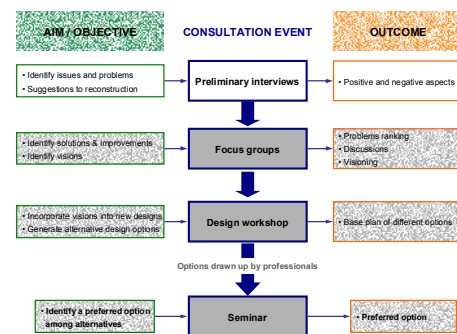 AIM / OBJECTIVE CONSULTATION EVENT OUTCOME
• Identify issues and problems
• Suggestions to reconstruction
Preliminary interviews
• Positive and negative aspects
• Identify solutions & improvements
• Identify visions
Focus groups
• Problems ranking
• Discussions
• Visioning
• Incorporate visions into new designs
• Generate alternative design options
Design workshop
• Base plan of different options
Options drawn up by professionals
• Identify a preferred option
among alternatives
Seminar
• Preferred option